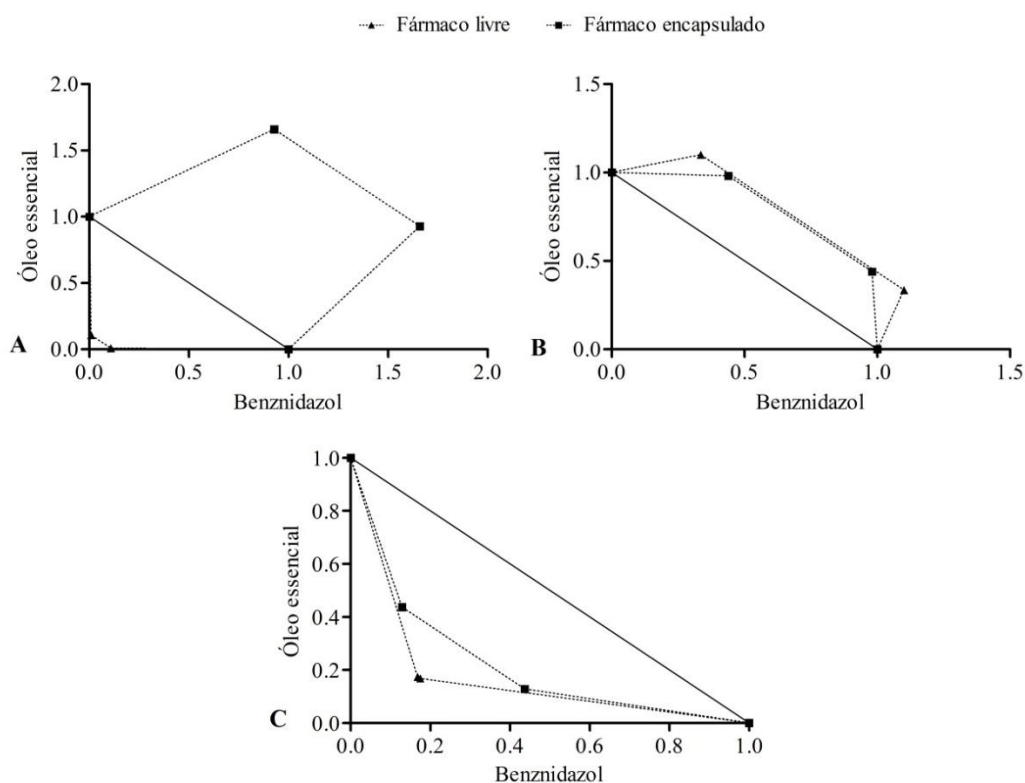 Fármaco livre Fármaco encapsulado
2.0
1.5
1.0
0.5
0.0
Óleo essencial
A
0.0 0.5 1.0 1.5 2.0
Benznidazol
1.5
1.0
0.5
0.0
Óleo essencial
B
0.0 0.5 1.0 1.5
Benznidazol
1.0
0.8
0.6
0.4
0.2
0.0
Óleo essencial
C
0.0 0.2 0.4 0.6 0.8 1.0
Benznidazol